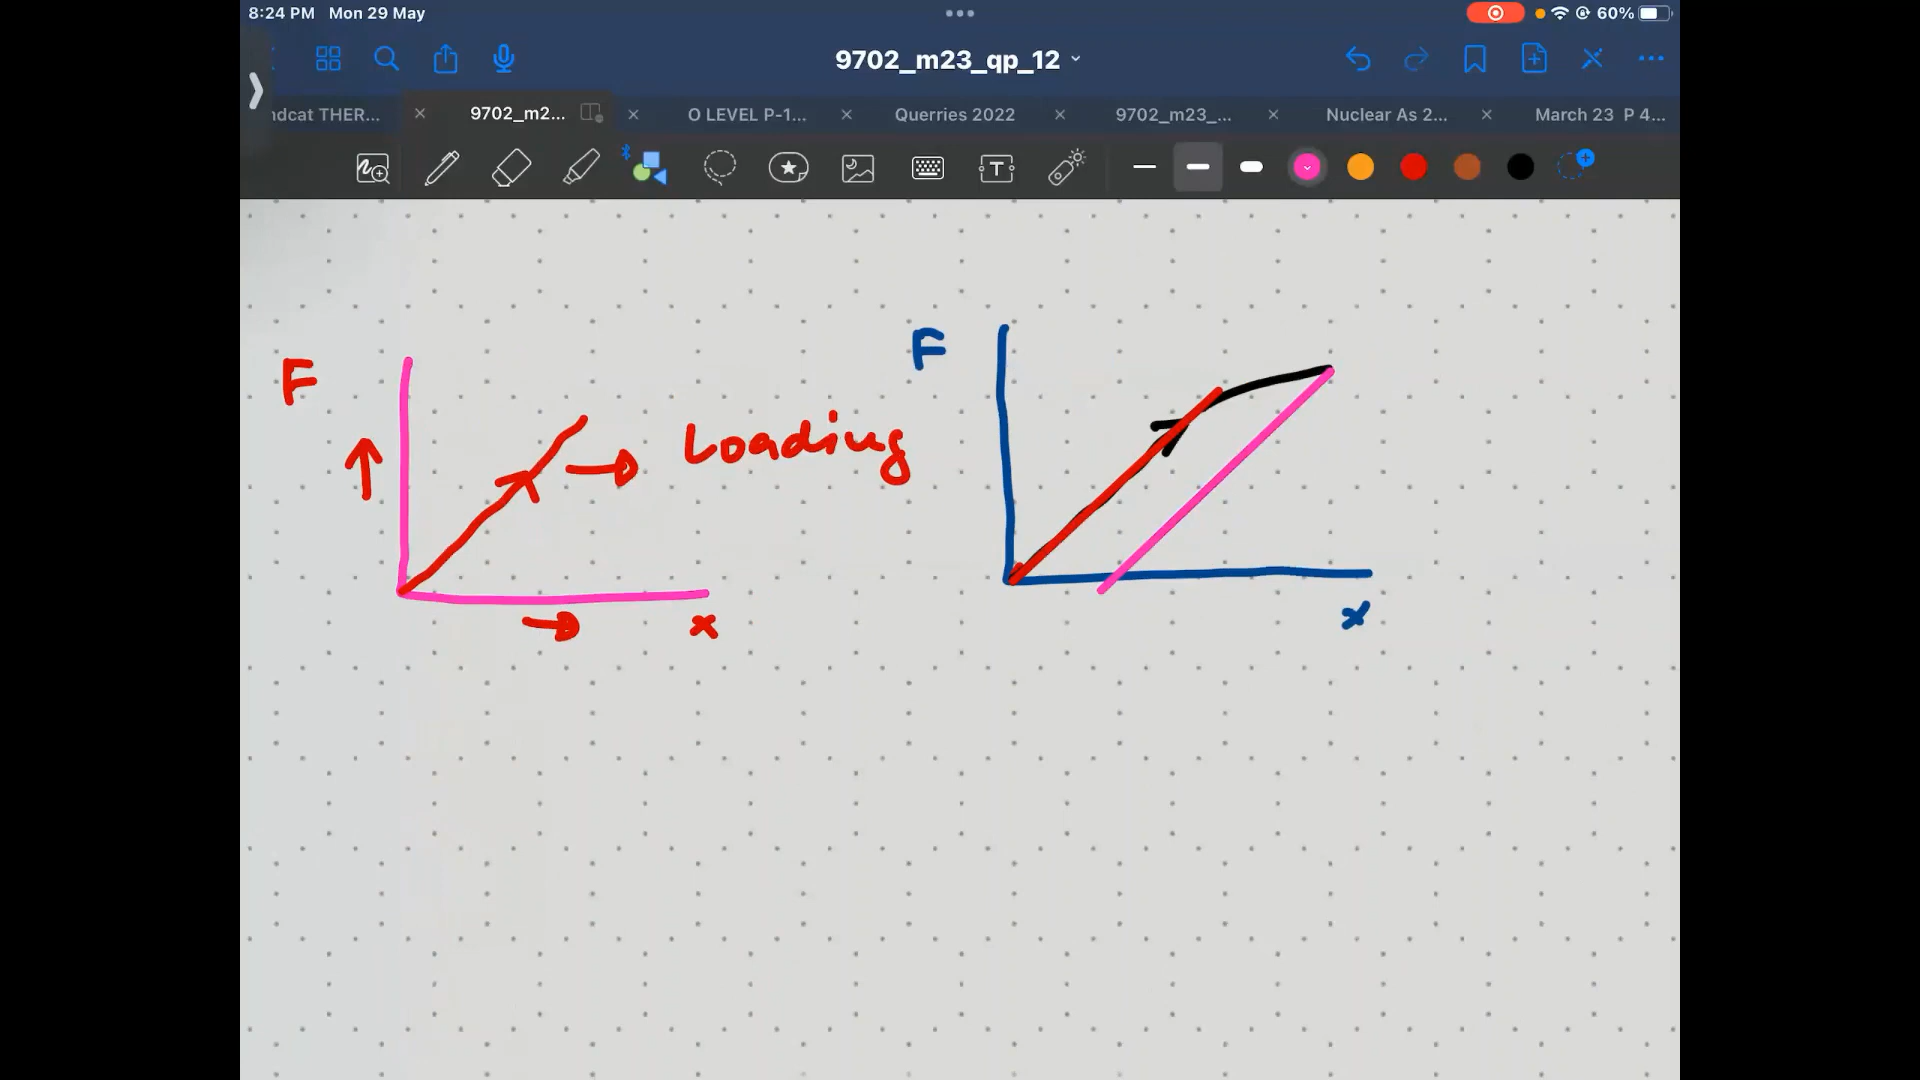 8:24 PM Mon 29 May
60%
9702_m23_qp_12
ndcat THER...
9702_m2...
O LEVEL P-1...
Querries 2022
9702_m23_...
Nuclear As 2...
March 23 P 4...
T
F
Loading
x
F
x